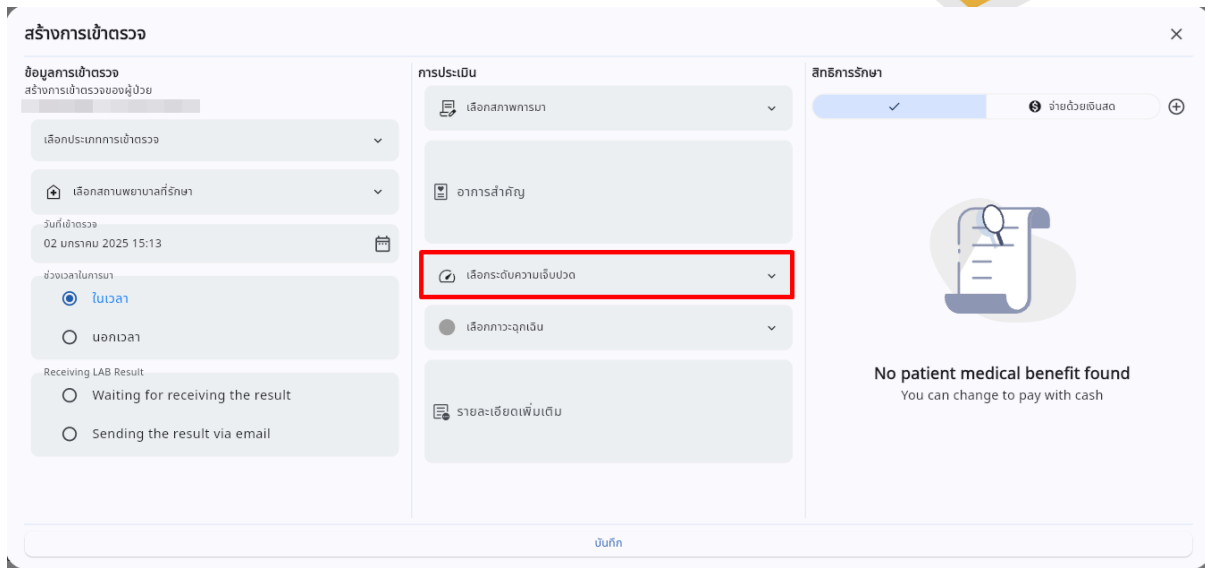 สร้างการเข้าตรวจ
ข้อมูลการเข้าตรวจ
สร้างการเข้าตรวจของผู้ป่วย
เลือกประเภทการเข้าตรวจ
เลือกสถานพยาบาลที่รักษา
วันที่เข้าตรวจ
02 มกราคม 2025 15:13
ช่วงเวลาในการมา
ในเวลา
นอกเวลา
Receiving LAB Result
Waiting for receiving the result
Sending the result via email
การประเมิน
เลือกสภาพการมา
อาการสำคัญ
เลือกระดับความเจ็บปวด
เลือกภาวะฉุกเฉิน
รายละเอียดเพิ่มเติม
สิทธิการรักษา
จ่ายด้วยเงินสด
No patient medical benefit found
You can change to pay with cash
บันทึก